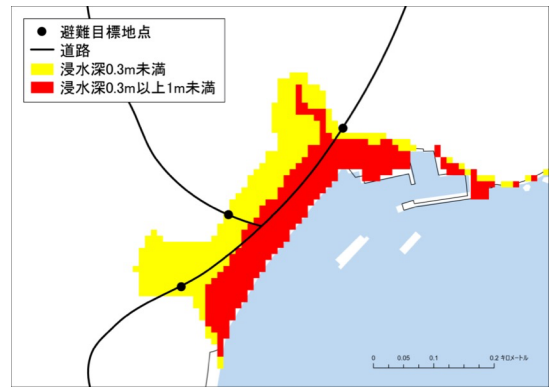 避難目標地点
道路
浸水深0.3m未満
浸水深0.3m以上1m未満
0 0.05 0.1 0.2 キロメートル